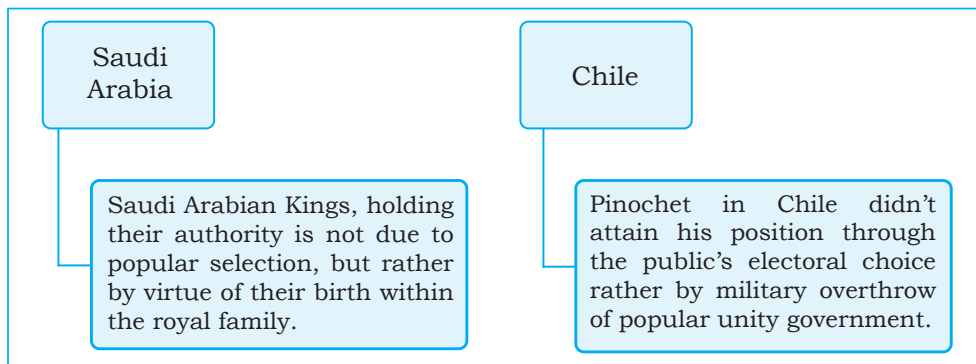 Saudi
Arabia
Saudi Arabian Kings, holding
their authority is not due to
popular selection, but rather
by virtue of their birth within
the royal family.
Chile
Pinochet in Chile didn’t
attain his position through
the public’s electoral choice
rather by military overthrow
of popular unity government.